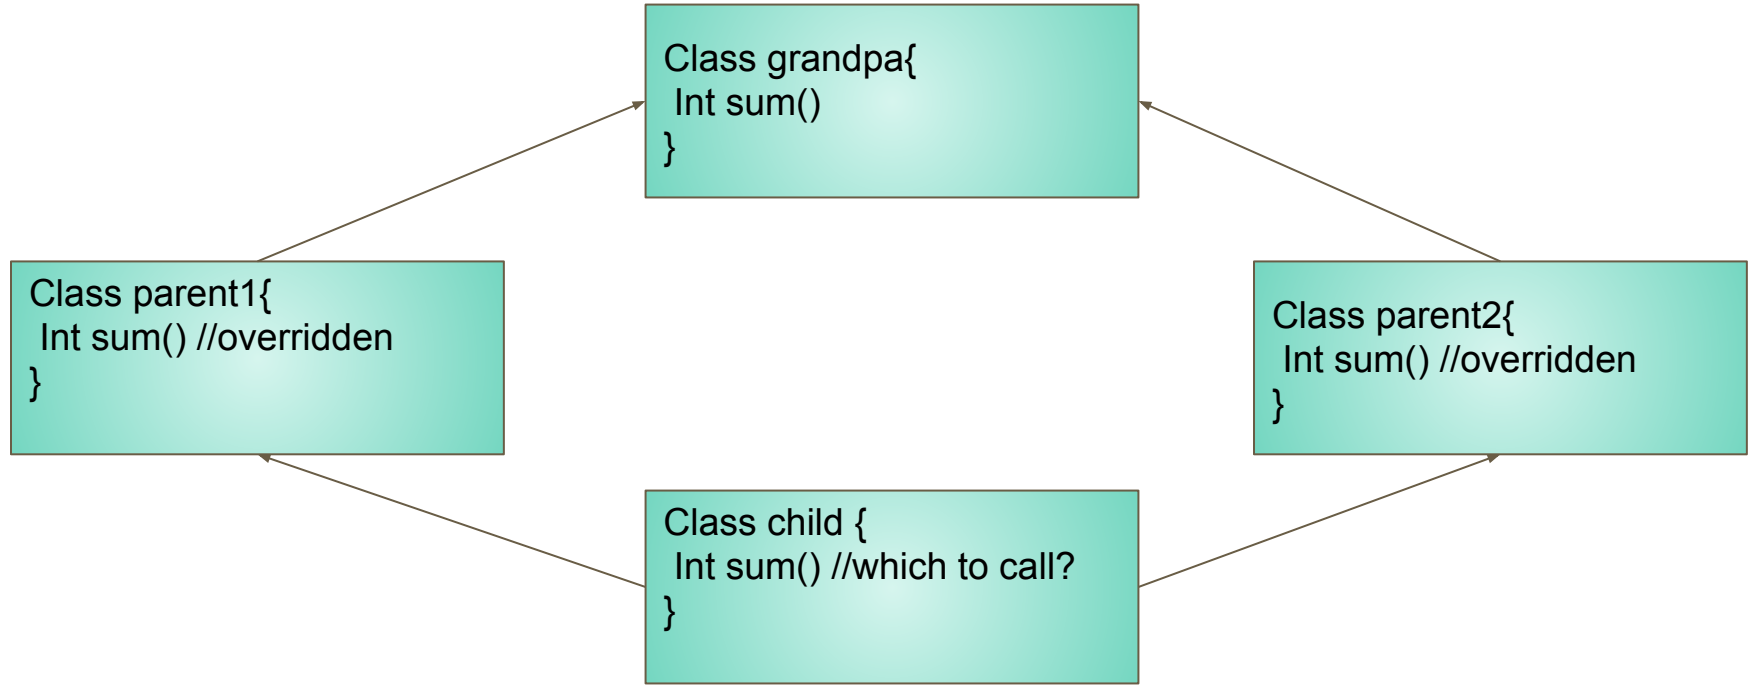 Class grandpa{
Int sum()
}
Class parent1{
Int sum() //overridden
}
Class parent2{
Int sum() //overridden
}
Class child {
Int sum() //which to call?
}